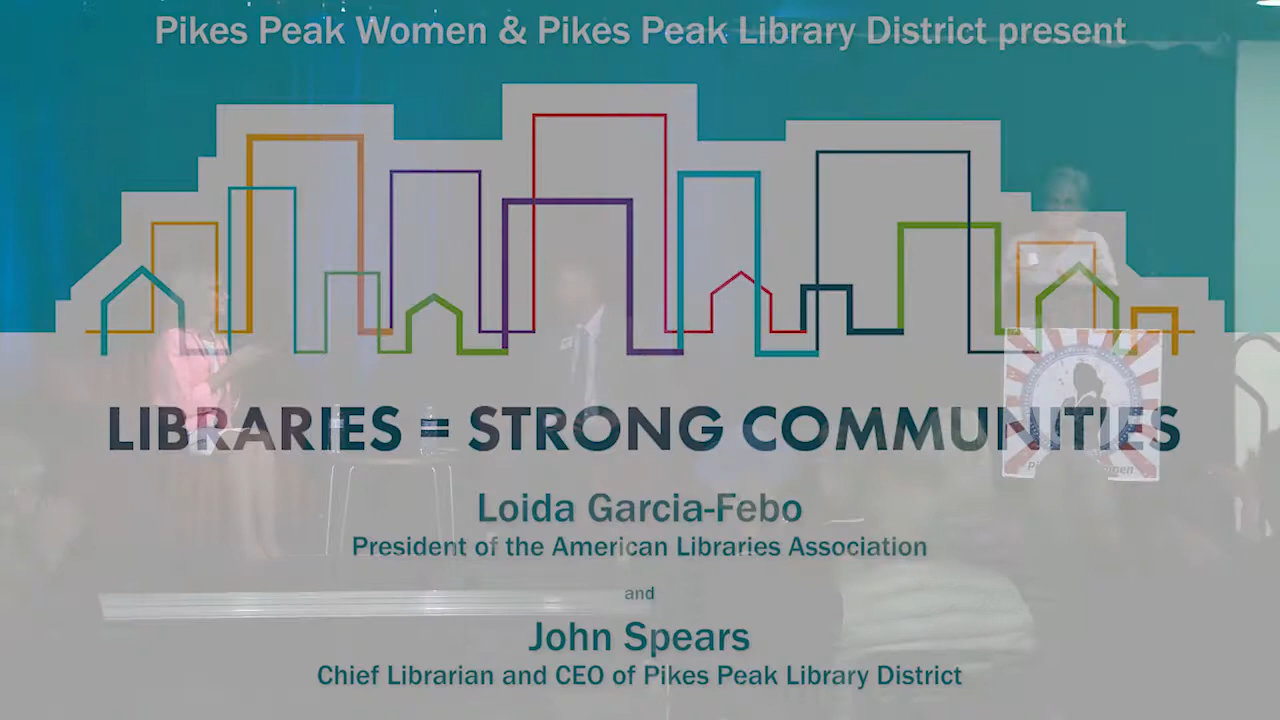 Pikes Peak Women & Pikes Peak Library District present
LIBRARIES = STRONG COMMUNITIES
Loida Garcia-Febo
President of the American Libraries Association
and
John Spears
Chief Librarian and CEO of Pikes Peak Library District